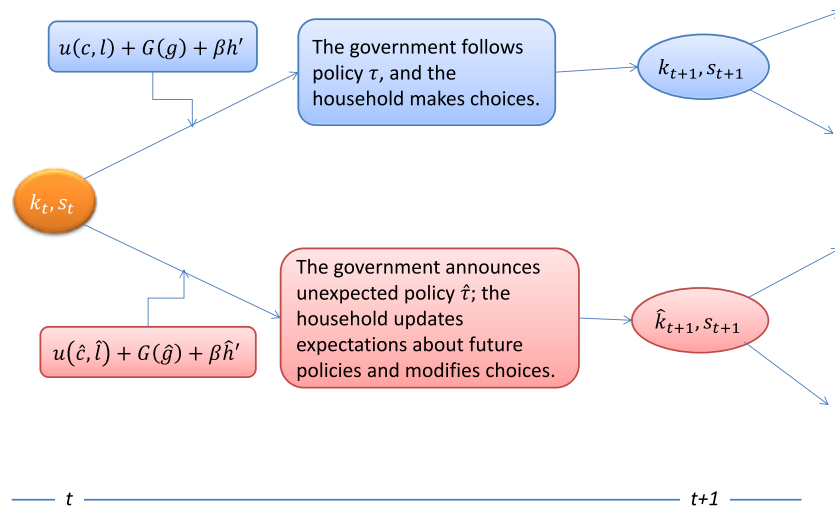 u(c, l) + G(g) + βh′
The government follows
policy τ, and the
household makes choices.
k_{t+1}, s_{t+1}
k_t, s_t
The government announces
unexpected policy τ̂; the
household updates
expectations about future
policies and modifies choices.
k̂_{t+1}, s_{t+1}
u(ĉ, l̂) + G(ĝ) + βĥ′
t
t+1